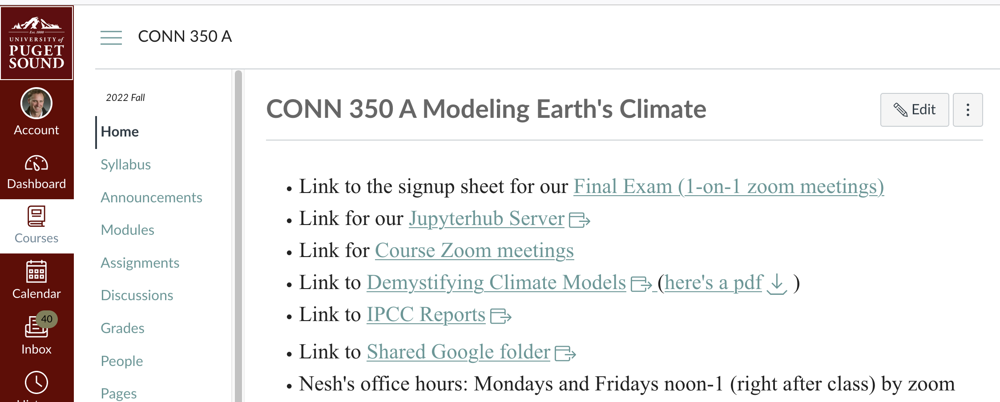 Est. 1888
UNIVERSITY of
PUGET
SOUND
Account
Dashboard
Courses
Calendar
40
Inbox
CONN 350 A
2022 Fall
Home
Syllabus
Announcements
Modules
Assignments
Discussions
Grades
People
Pages
CONN 350 A Modeling Earth's Climate
Edit
• Link to the signup sheet for our Final Exam (1-on-1 zoom meetings)
• Link for our Jupyterhub Server
• Link for Course Zoom meetings
• Link to Demystifying Climate Models (here's a pdf )
• Link to IPCC Reports
• Link to Shared Google folder
• Nesh's office hours: Mondays and Fridays noon-1 (right after class) by zoom